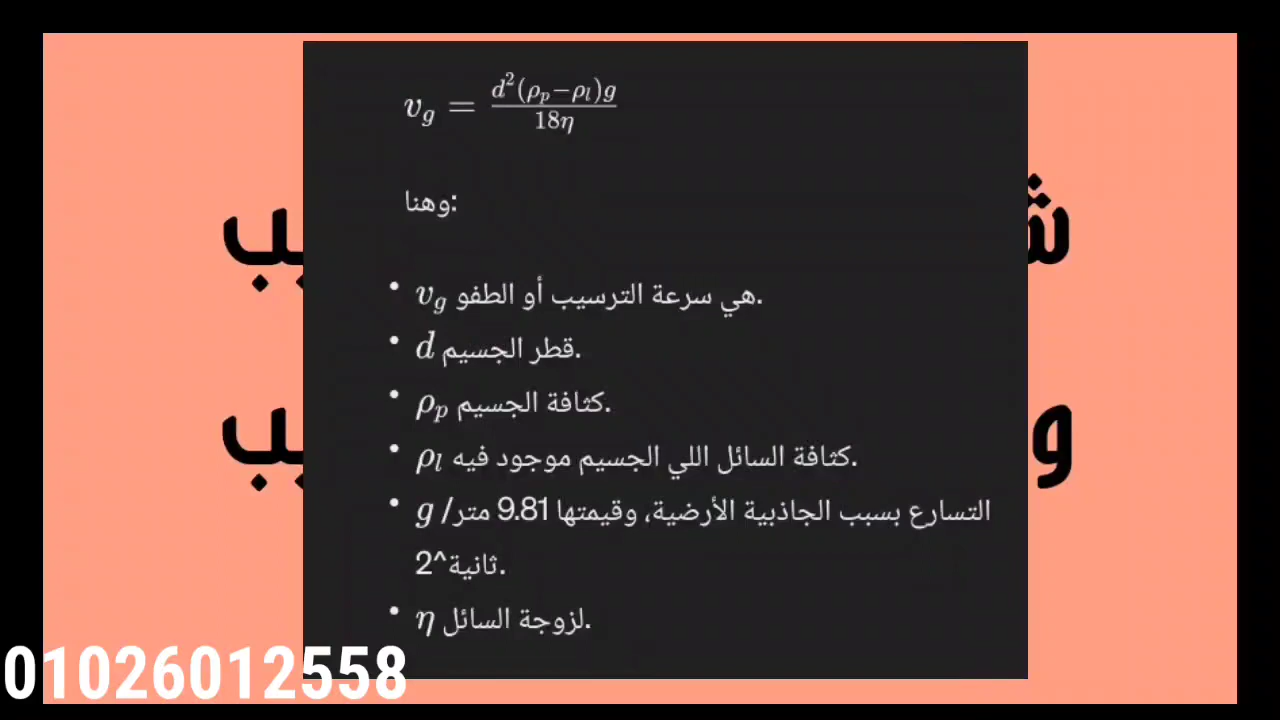 v_g = \frac{d^2(ρ_p−ρ_l)g}{18η}
وهنا:
• v_g هي سرعة الترسيب أو الطفو.
• d قطر الجسيم.
• ρ_p كثافة الجسيم.
• ρ_l كثافة السائل اللي الجسيم موجود فيه.
• g التسارع بسبب الجاذبية الأرضية، وقيمتها 9.81 متر/
ثانية^2.
• η لزوجة السائل.
01026012558